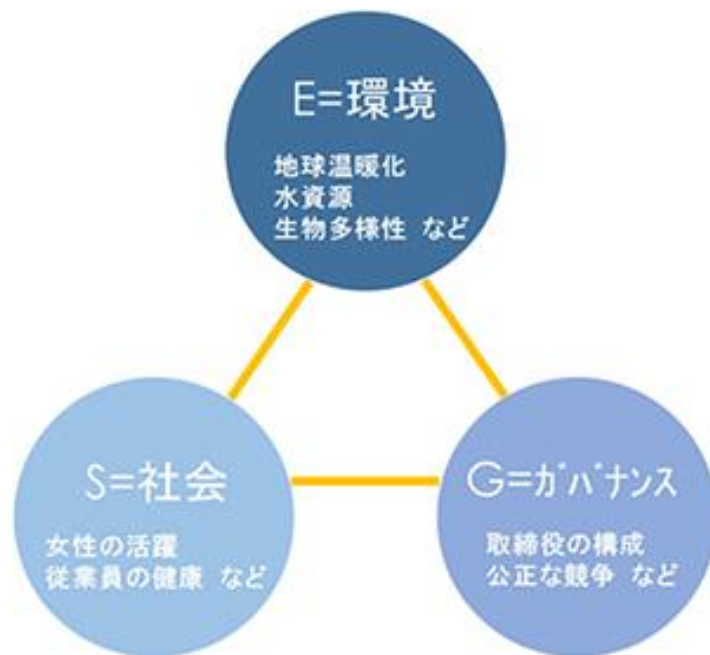 E=環境
地球温暖化
水資源
生物多様性 など
S=社会
女性の活躍
従業員の健康 など
G=ガバナンス
取締役の構成
公正な競争 など